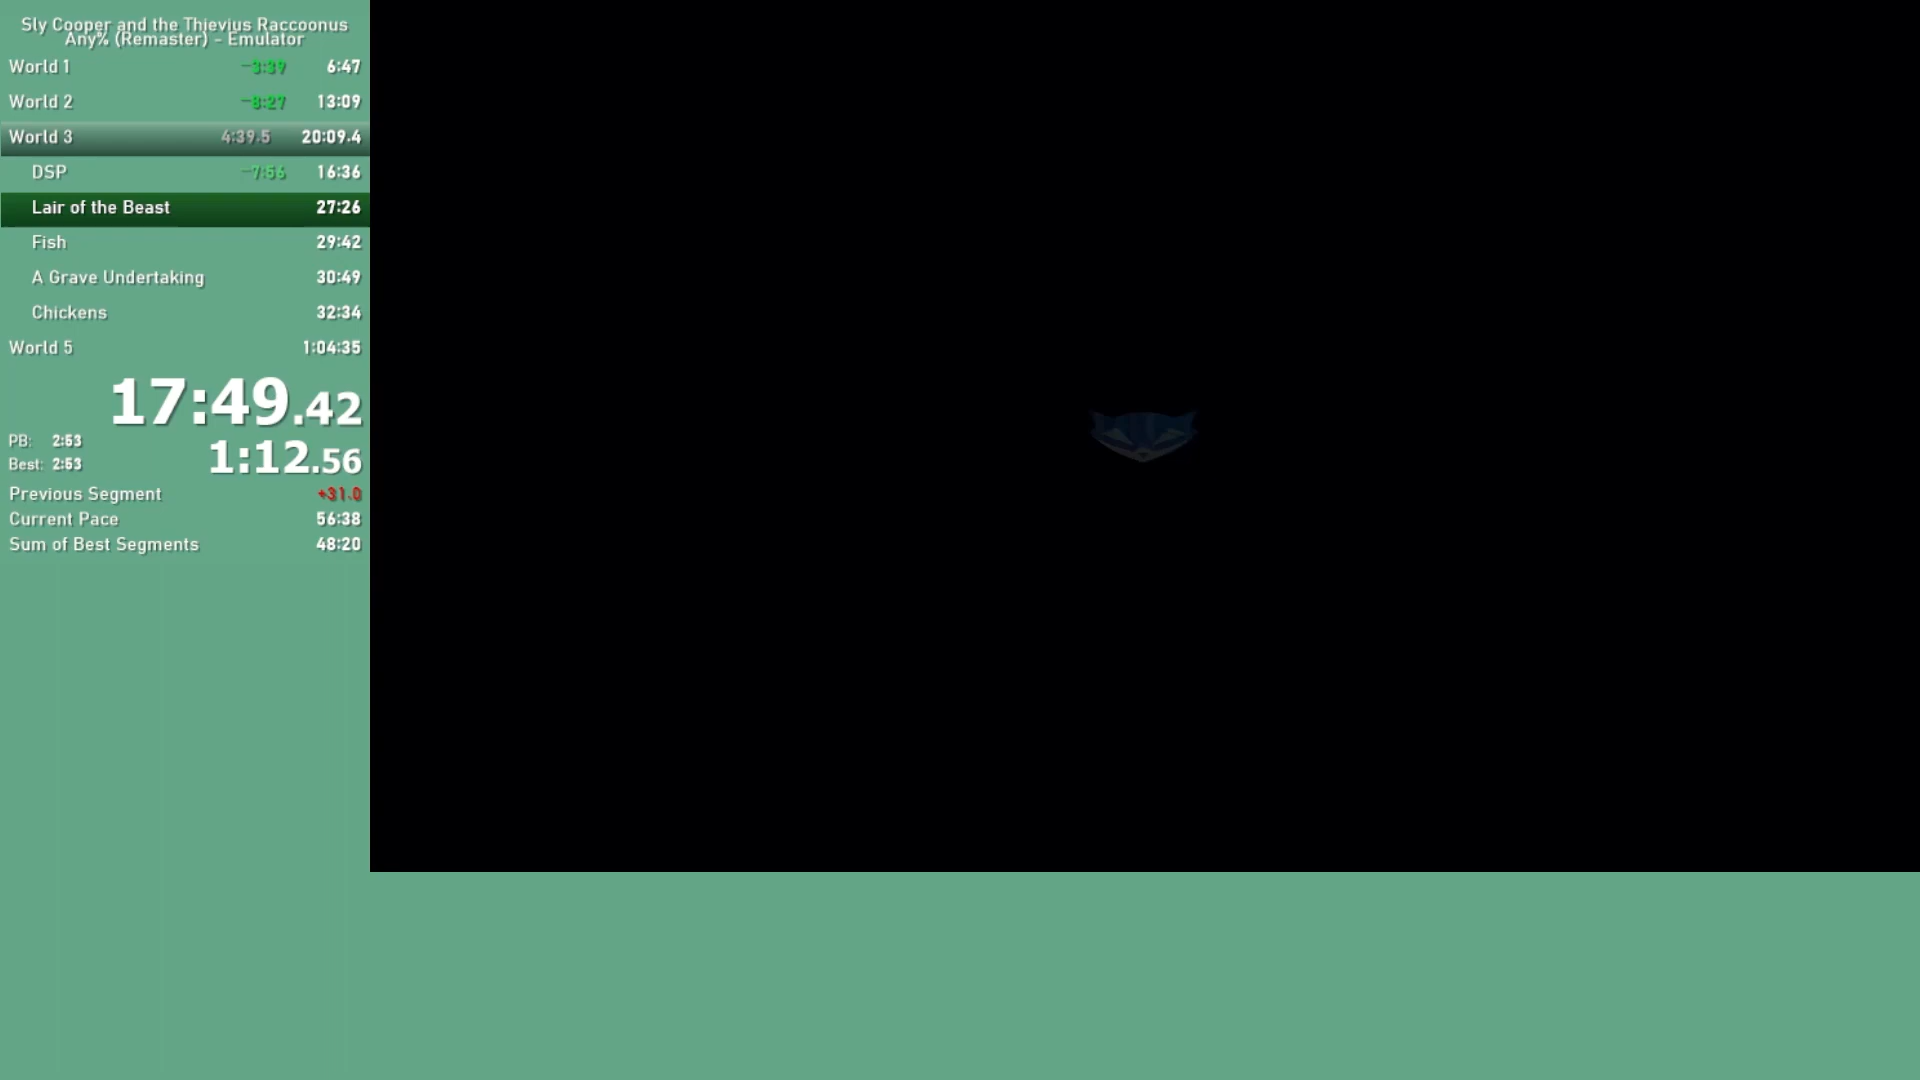 Sly Cooper and the Thievius Raccoonus
Any% (Remaster) - Emulator
World 1 −3:39 6:47
World 2 −8:27 13:09
World 3 4:39.5 20:09.4
DSP −7:56 16:36
Lair of the Beast 27:26
Fish 29:42
A Grave Undertaking 30:49
Chickens 32:34
World 5 1:04:35
17:49.42
PB: 2:53
1:12.56
Best: 2:53
Previous Segment +31.0
Current Pace 56:38
Sum of Best Segments 48:20